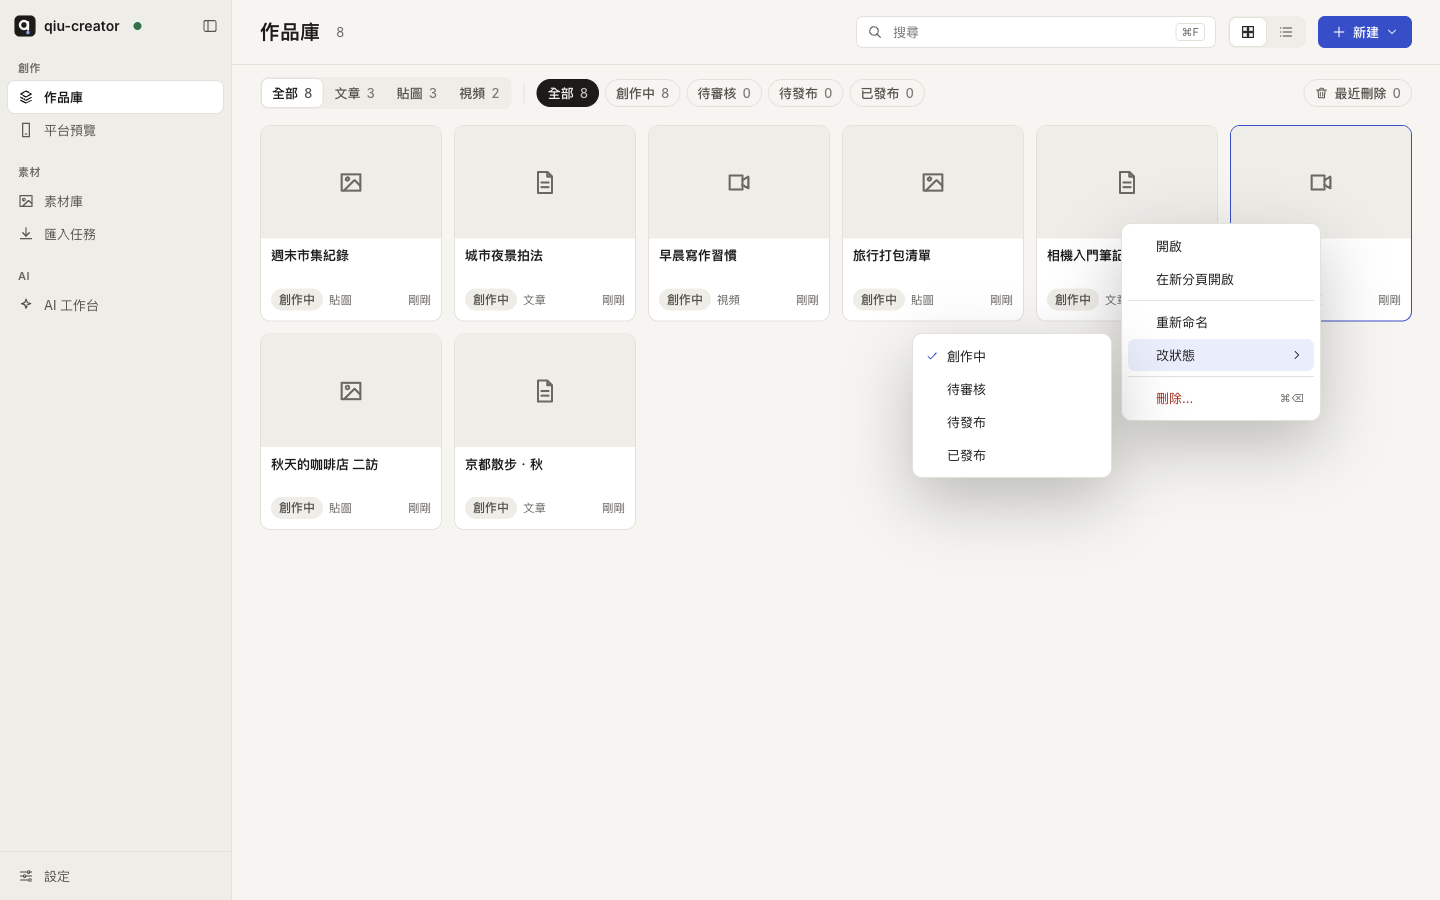 qiu-creator
創作
作品庫
平台預覽
素材
素材庫
匯入任務
AI
AI 工作台
設定
作品庫 8
搜尋 ⌘F
新建
全部 8 文章 3 貼圖 3 視頻 2
全部 8 創作中 8 待審核 0 待發布 0 已發布 0
最近刪除 0
週末市集紀錄
創作中 貼圖 剛剛
城市夜景拍法
創作中 文章 剛剛
早晨寫作習慣
創作中 視頻 剛剛
旅行打包清單
創作中 貼圖 剛剛
相機入門筆記
創作中
剛剛
秋天的咖啡店 二訪
創作中 貼圖 剛剛
京都散步 · 秋
創作中 文章 剛剛
開啟
在新分頁開啟
重新命名
改狀態
刪除... ⌘⌫
創作中
待審核
待發布
已發布